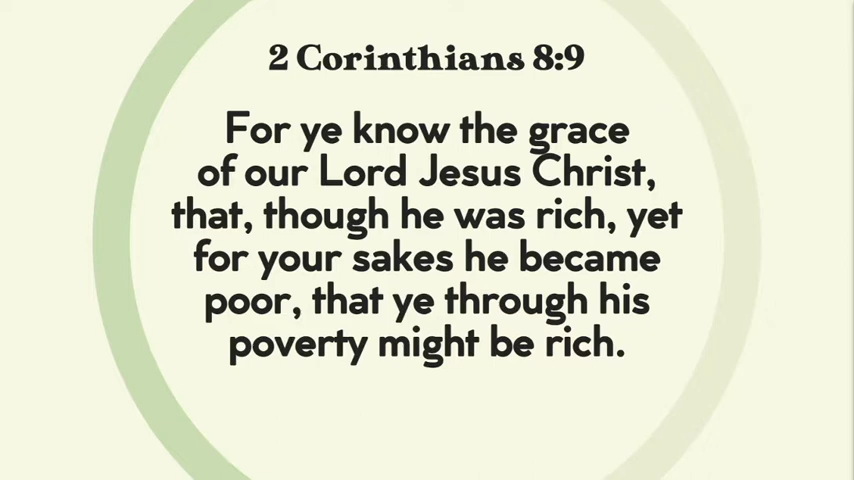 2 Corinthians 8:9
For ye know the grace
of our Lord Jesus Christ,
that, though he was rich, yet
for your sakes he became
poor, that ye through his
poverty might be rich.